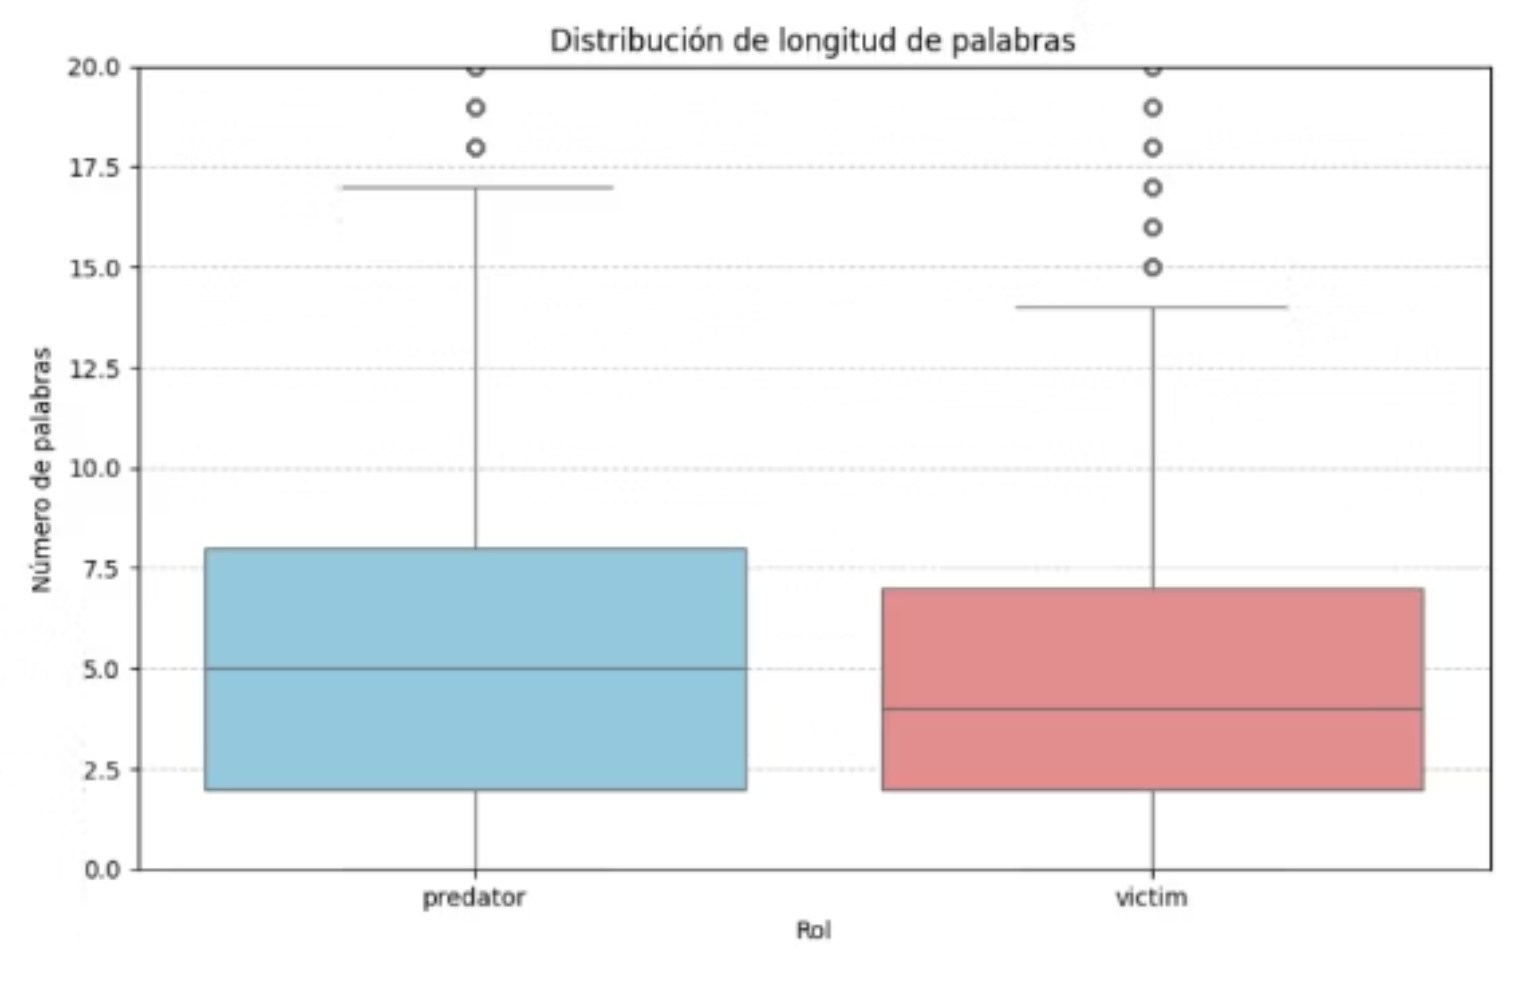 Distribución de longitud de palabras
20.0
17.5
15.0
12.5
10.0
7.5
5.0
2.5
0.0
Número de palabras
predator victim
Rol